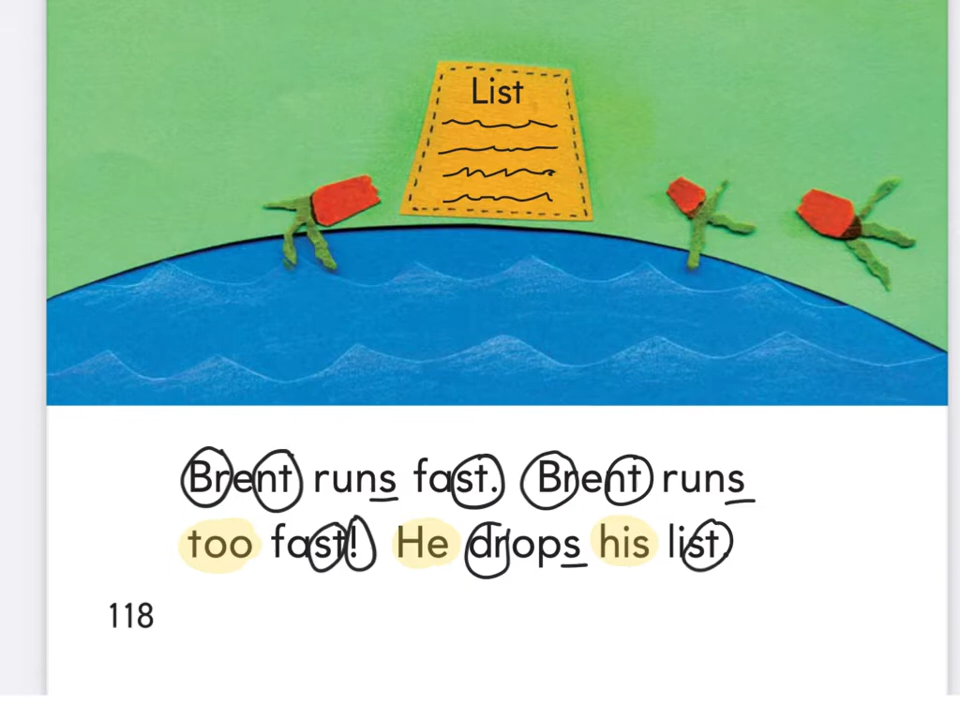 List
Brent runs fast. Brent runs
too fast! He drops his list.
118